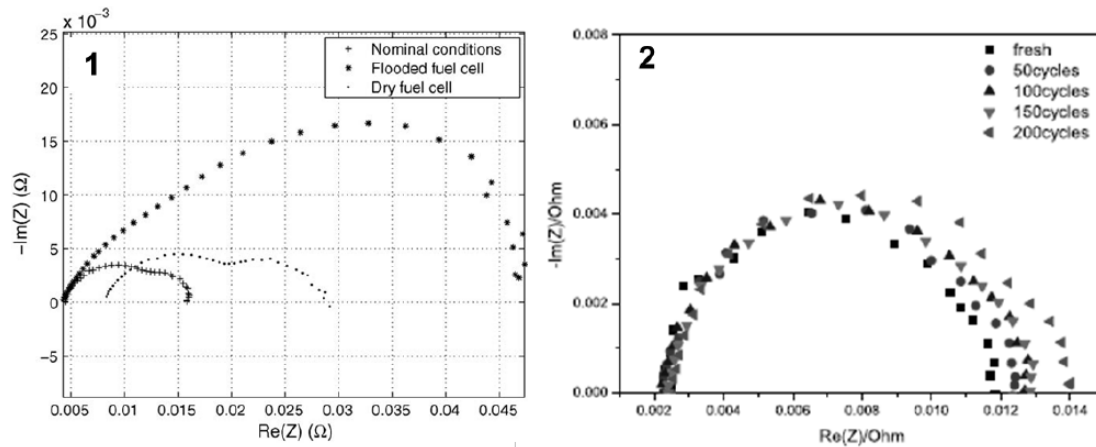 x 10⁻³
1
Nominal conditions
Flooded fuel cell
Dry fuel cell
25
20
15
10
5
0
−5
−Im(Z) (Ω)
0.005 0.01 0.015 0.02 0.025 0.03 0.035 0.04 0.045
Re(Z) (Ω)
2
fresh
50cycles
100cycles
150cycles
200cycles
0.008
0.006
0.004
0.002
0.000
-Im(Z)/Ohm
0.002 0.004 0.006 0.008 0.010 0.012 0.014
Re(Z)/Ohm